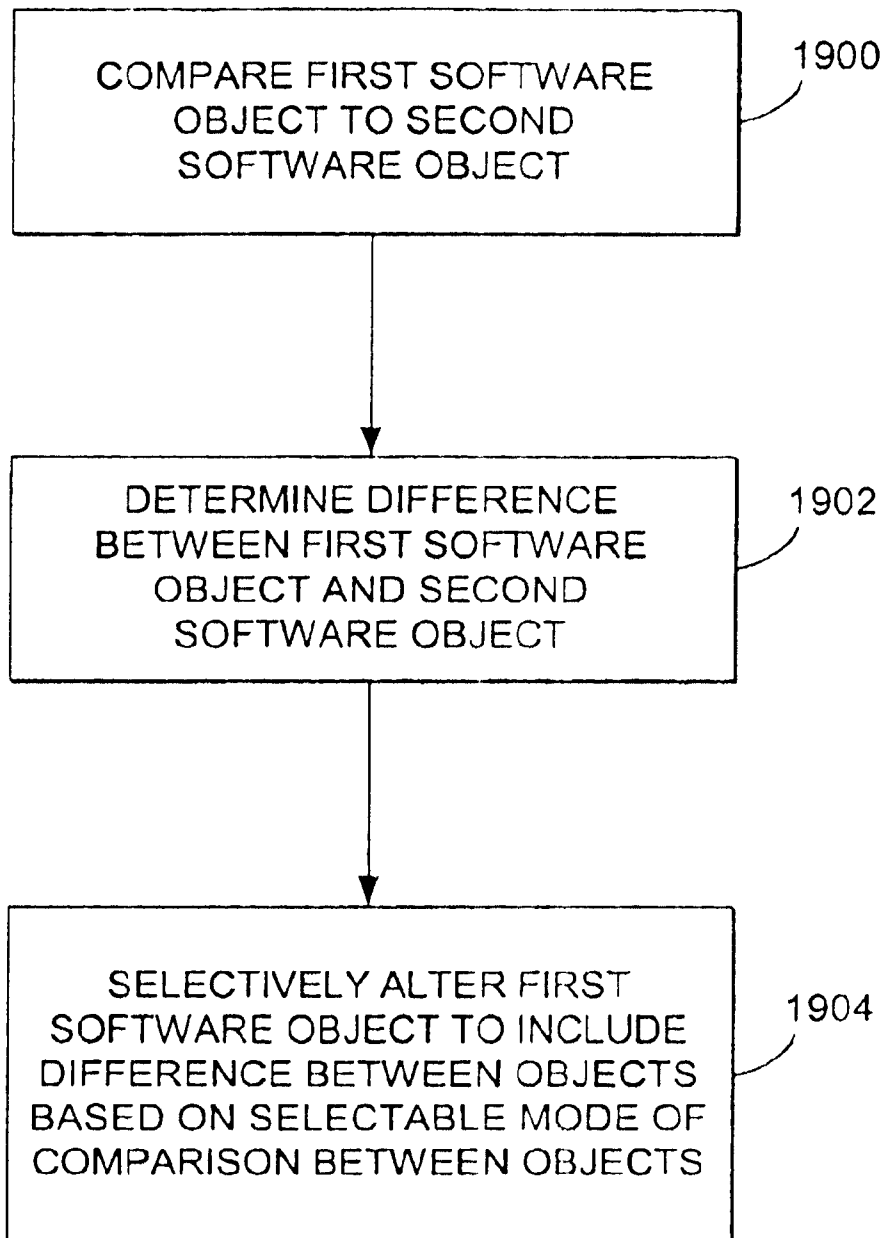 COMPARE FIRST SOFTWARE
OBJECT TO SECOND
SOFTWARE OBJECT
1900
DETERMINE DIFFERENCE
BETWEEN FIRST SOFTWARE
OBJECT AND SECOND
SOFTWARE OBJECT
1902
SELECTIVELY ALTER FIRST
SOFTWARE OBJECT TO INCLUDE
DIFFERENCE BETWEEN OBJECTS
BASED ON SELECTABLE MODE OF
COMPARISON BETWEEN OBJECTS
1904